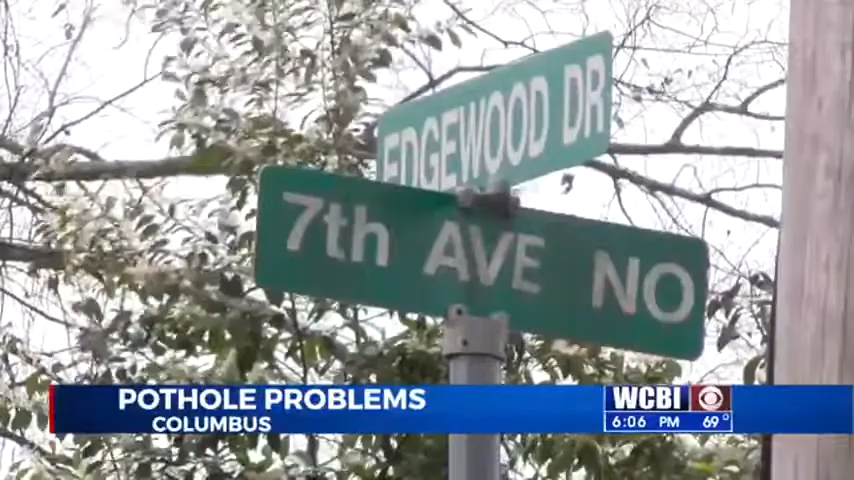 EDGEWOOD DR
7th AVE NO
POTHOLE PROBLEMS
COLUMBUS
WCBI
6:06 PM 69°